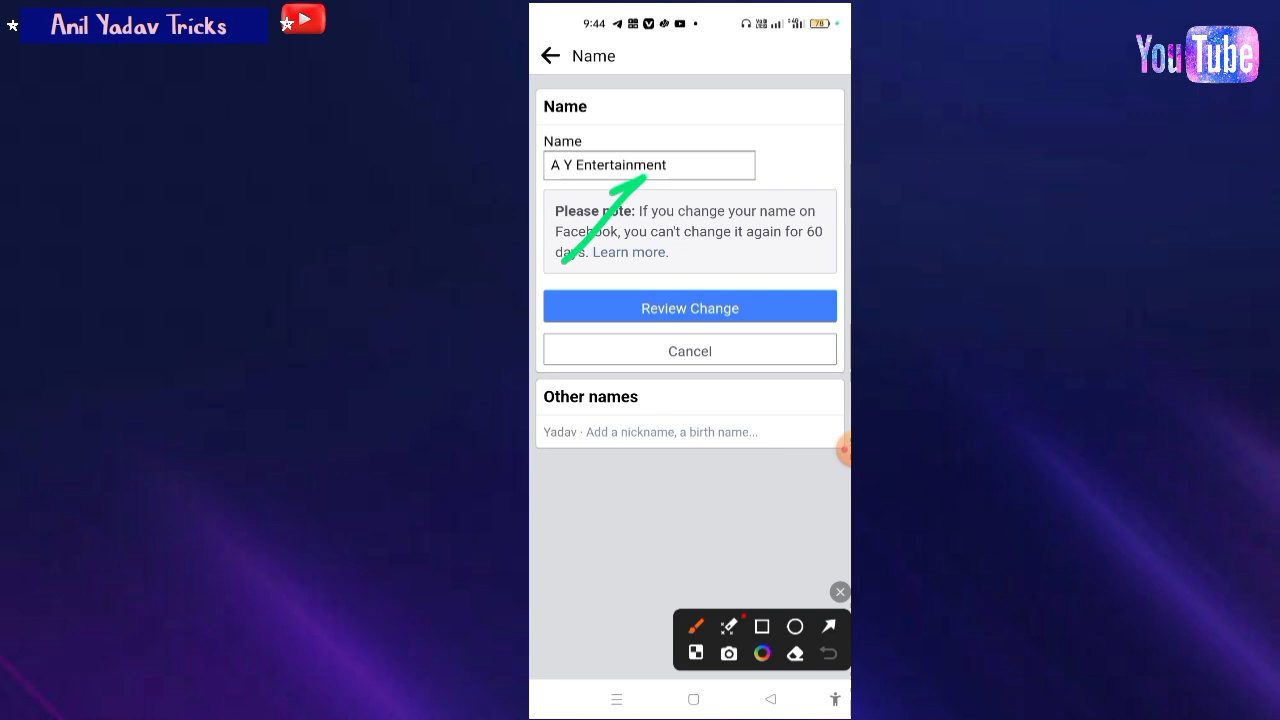 Anil Yadav Tricks
YouTube
9:44
78
Name
Name
Name
A Y Entertainment
Please note: If you change your name on
Facebook, you can't change it again for 60
days. Learn more.
Review Change
Cancel
Other names
Yadav · Add a nickname, a birth name...